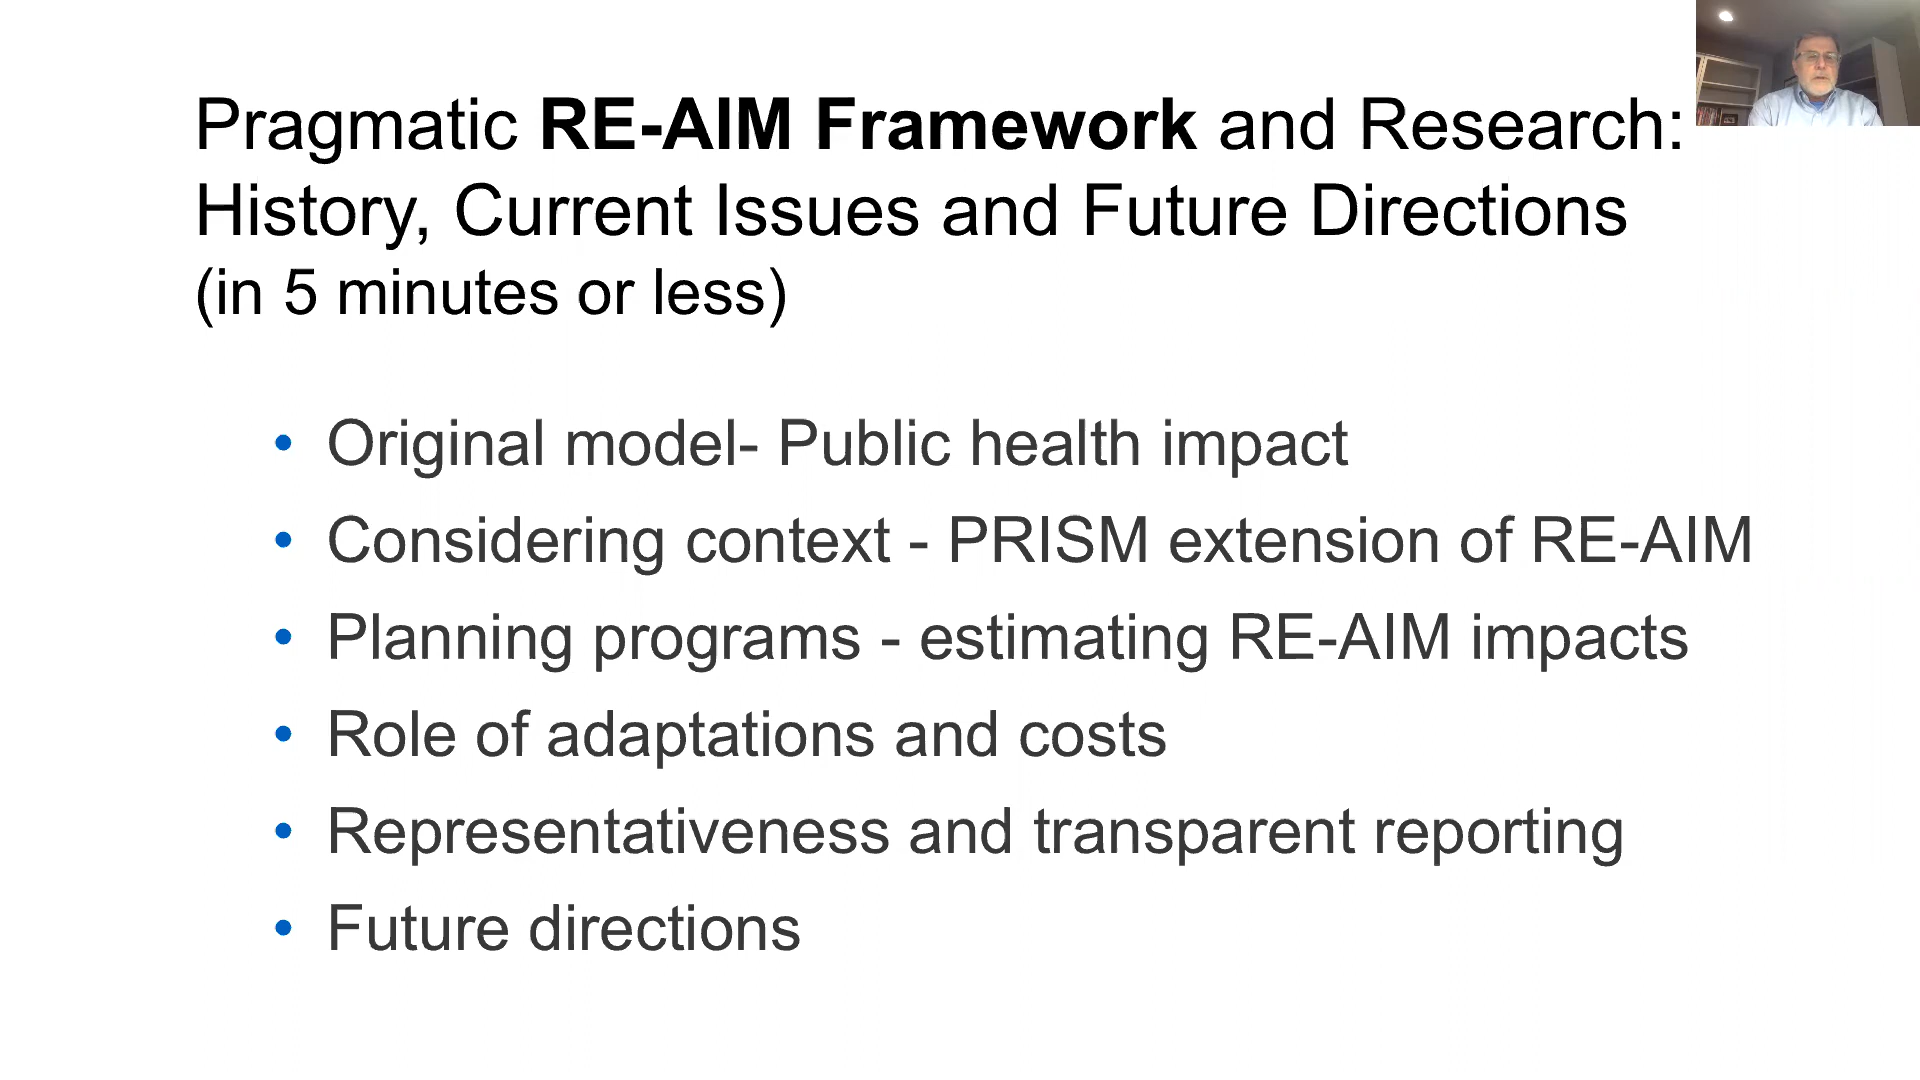 Pragmatic RE-AIM Framework and Research:
History, Current Issues and Future Directions
(in 5 minutes or less)
• Original model- Public health impact
• Considering context - PRISM extension of RE-AIM
• Planning programs - estimating RE-AIM impacts
• Role of adaptations and costs
• Representativeness and transparent reporting
• Future directions